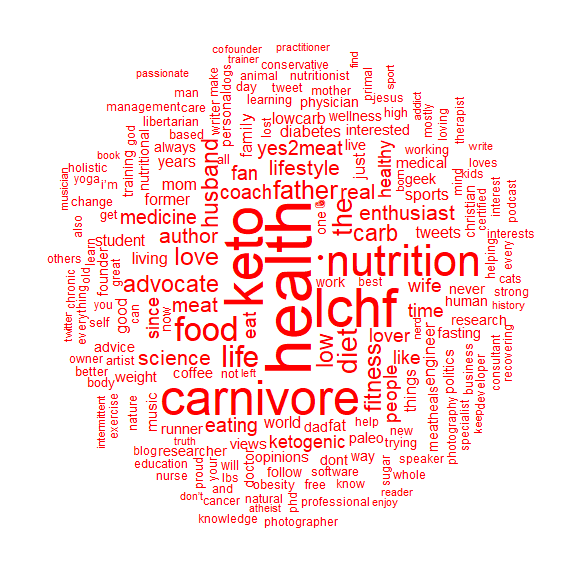 cofounder
practitioner
trainer
conservative
find
passionate
animal
nutritionist
sport
man
personaldogs
day
tweet
mother
primal
make
writer
managementcare
learning
physician
jesus
addict
libertarian
family
lost
lowcarb
wellness
high
mostly
loving
therapist
god
based
diabetes
interested
training
nutritional
always
all
yes2meat
live
working
write
book
years
husband
fan
lifestyle
just
healthy
medical
loves
holistic
i'm
mom
coach
father
real
born
geek
mind
kids
musician
yoga
former
sports
christian
certified
interest
podcast
change
get
medicine
keto
health
one
the
enthusiast
also
student
author
carb
tweets
interests
others
learn
founder
living
love
nutrition
helping
every
twitter
chronic
everything
old
great
you
good
can
since
now
advocate
work
best
wife
never
cats
strong
human
history
meat
eat
lchf
time
research
self
food
low
diet
lover
nerd
engineer
fasting
advice
science
life
fitness
like
consultant
recovering
owner
artist
coffee
not
left
people
things
meatheals
politics
business
developer
better
body
weight
carnivore
keep
specialist
photography
intermittent
exercise
nature
music
runner
eating
world
dad
fat
help
new
trying
truth
views
ketogenic
paleo
blog
researcher
doctor
opinions
dont
way
speaker
education
proud
your
will
follow
software
sugar
whole
nurse
lbs
obesity
free
know
don't
and
cancer
natural
phd
professional
reader
enjoy
atheist
knowledge
photographer